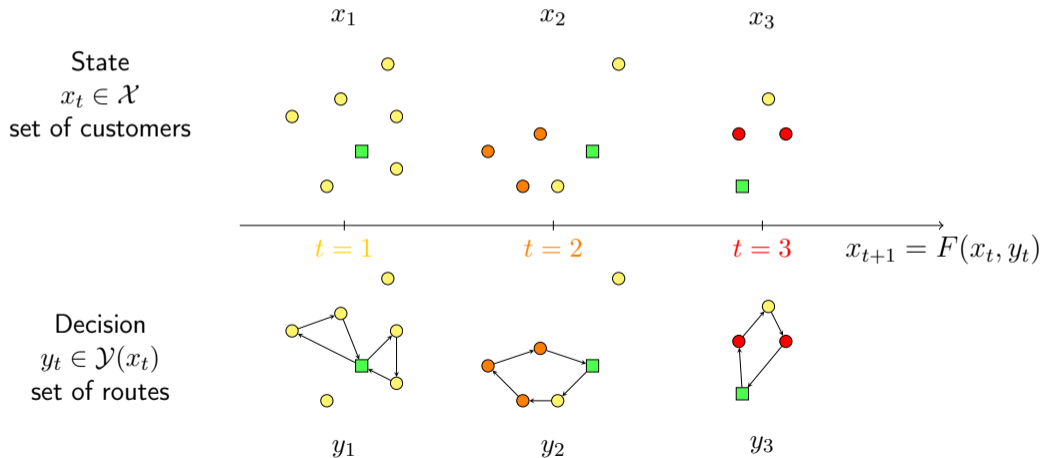 x₁ x₂ x₃
State
xₜ ∈ 𝒳
set of customers
t = 1 t = 2 t = 3 xₜ₊₁ = F(xₜ, yₜ)
Decision
yₜ ∈ 𝒴(xₜ)
set of routes
y₁ y₂ y₃